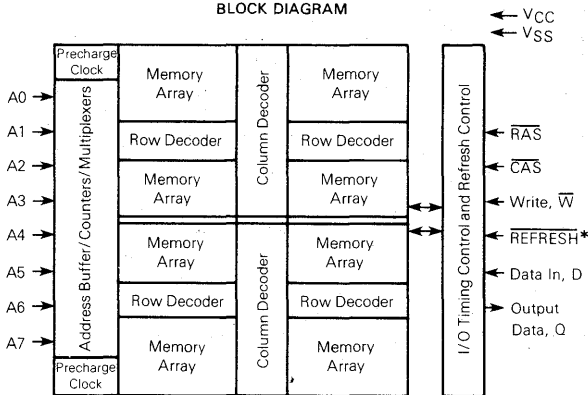 BLOCK DIAGRAM
VCC
VSS
Precharge
Clock
Memory
Array
Column Decoder
Memory
Array
A0
A1
A2
A3
A4
A5
A6
A7
Address Buffer/Counters/Multiplexers
Row Decoder
Row Decoder
Memory
Array
Memory
Array
Memory
Array
Column Decoder
Memory
Array
Row Decoder
Row Decoder
Memory
Array
Memory
Array
Precharge
Clock
I/O Timing Control and Refresh Control
R̅A̅S̅
C̅A̅S̅
Write, W̅
R̅E̅F̅R̅E̅S̅H̅*
Data In, D
Output
Data, Q